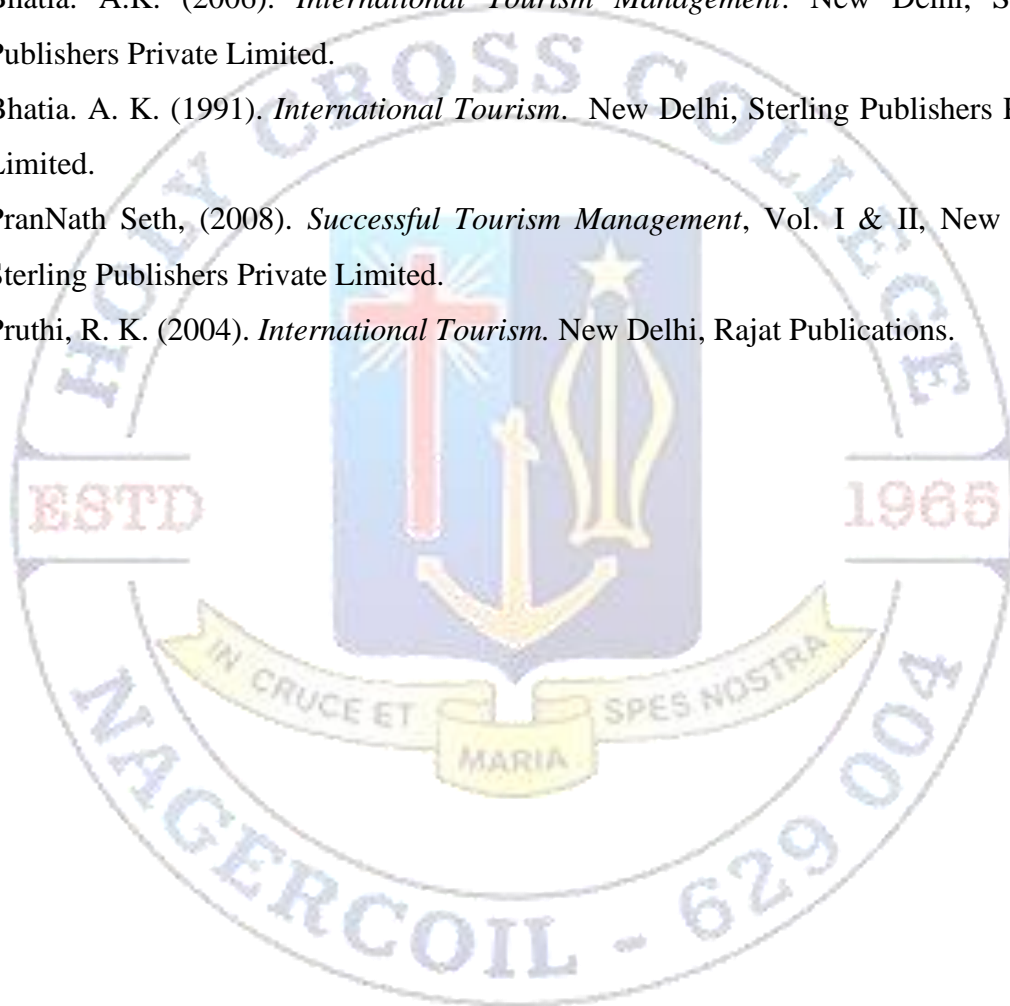 Bhatia. A.K. (2006). International Tourism Management. New Delhi, S
Publishers Private Limited.
Bhatia. A. K. (1991). International Tourism. New Delhi, Sterling Publishers
Limited.
PranNath Seth, (2008). Successful Tourism Management, Vol. I & II, New
Sterling Publishers Private Limited.
Pruthi, R. K. (2004). International Tourism. New Delhi, Rajat Publications.
HOLY CROSS COLLEGE
ESTD 1965
IN CRUCE ET MARIA SPES NOSTRA
NAGERCOIL - 629 004